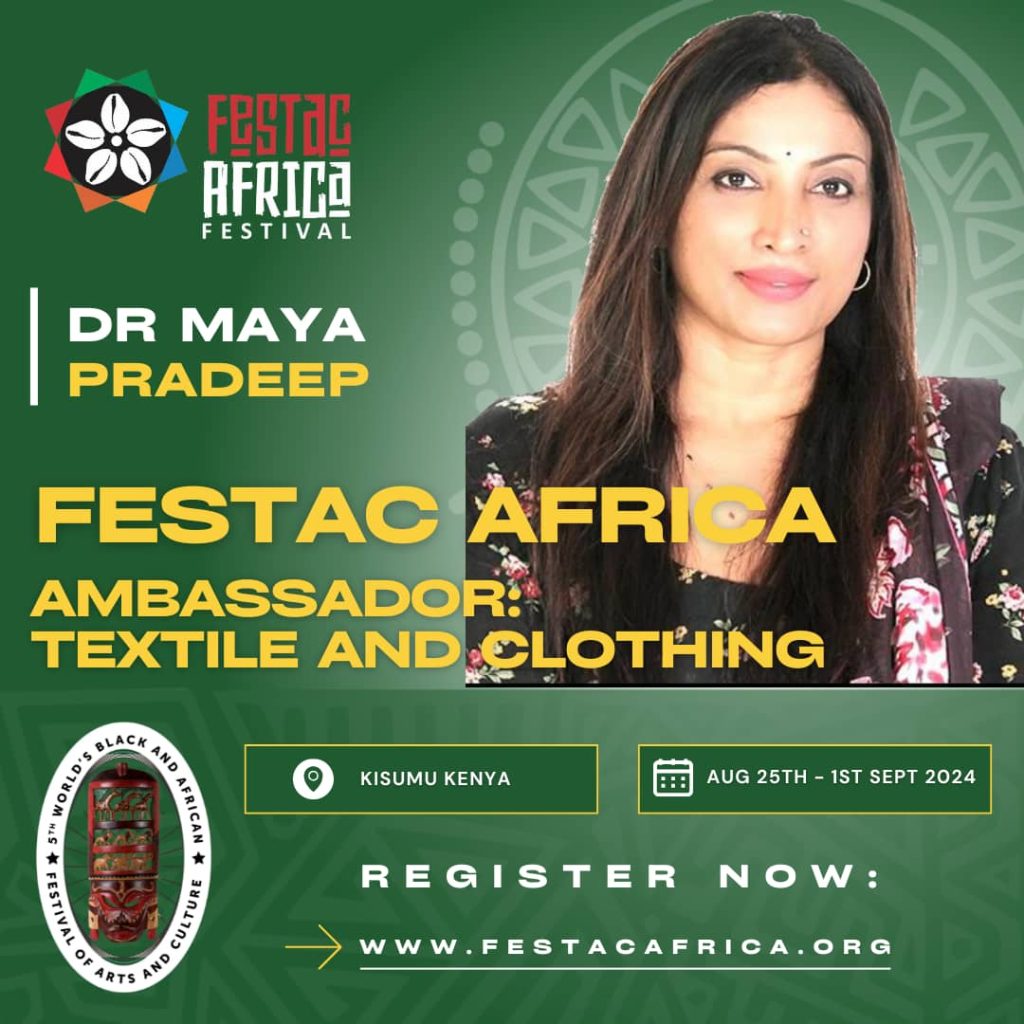 FESTAC
AFRICA
FESTIVAL
DR MAYA
PRADEEP
FESTAC AFRICA
AMBASSADOR:
TEXTILE AND CLOTHING
5TH WORLD'S BLACK AND AFRICAN
FESTIVAL OF ARTS AND CULTURE
KISUMU KENYA
AUG 25TH - 1ST SEPT 2024
REGISTER NOW:
WWW.FESTACAFRICA.ORG